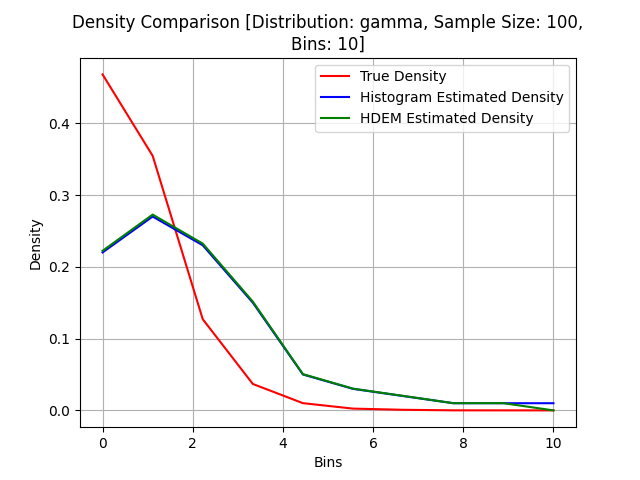 Density Comparison [Distribution: gamma, Sample Size: 100,
Bins: 10]
True Density
Histogram Estimated Density
HDEM Estimated Density
Density
0.4
0.3
0.2
0.1
0.0
0 2 4 6 8 10
Bins